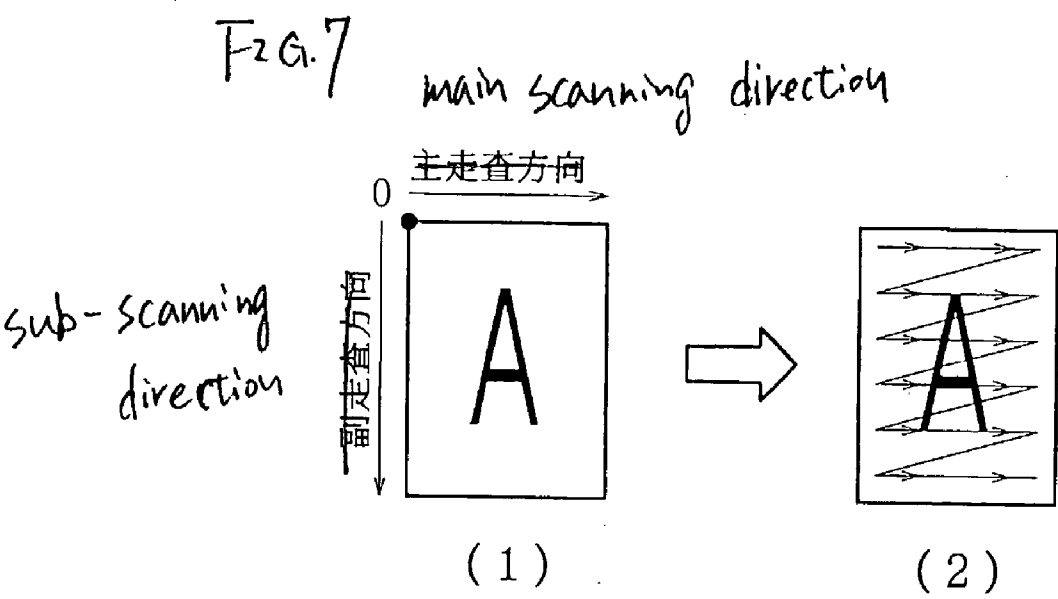 FIG.7
main scanning direction
主走査方向
0
sub-scanning
direction
副走査方向
A
A
(1)
(2)